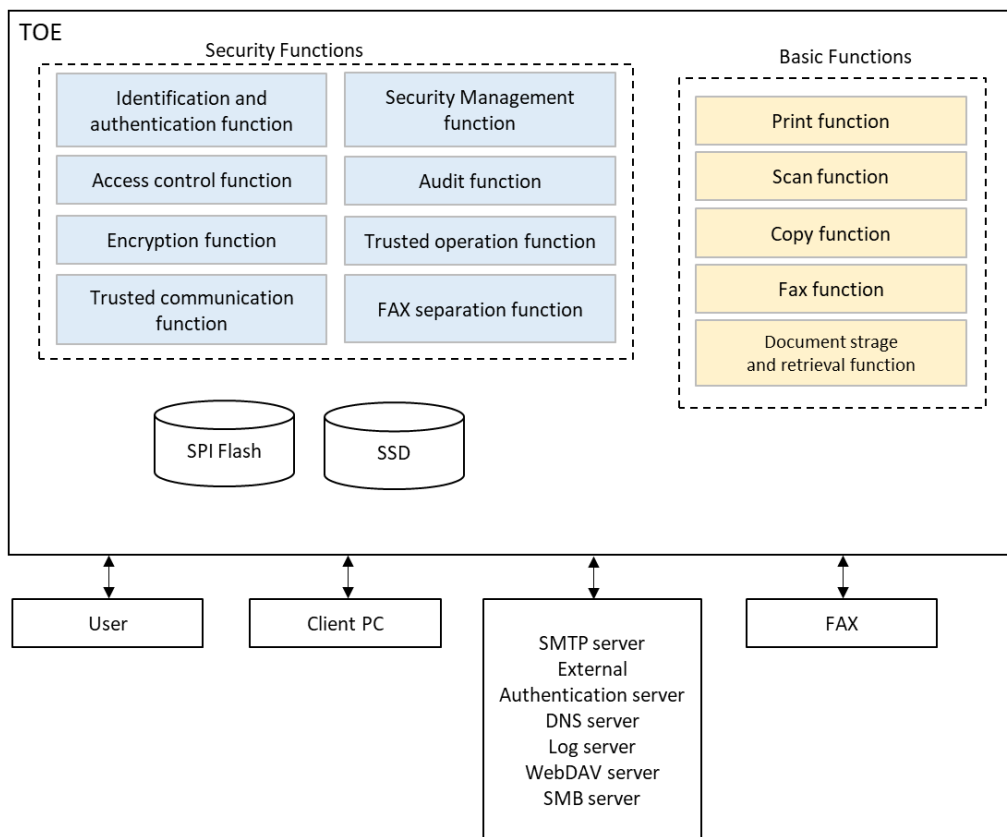 TOE
Security Functions
Identification and
authentication function
Security Management
function
Access control function
Audit function
Encryption function
Trusted operation function
Trusted communication
function
FAX separation function
Basic Functions
Print function
Scan function
Copy function
Fax function
Document strage
and retrieval function
SPI Flash
SSD
User
Client PC
SMTP server
External
Authentication server
DNS server
Log server
WebDAV server
SMB server
FAX